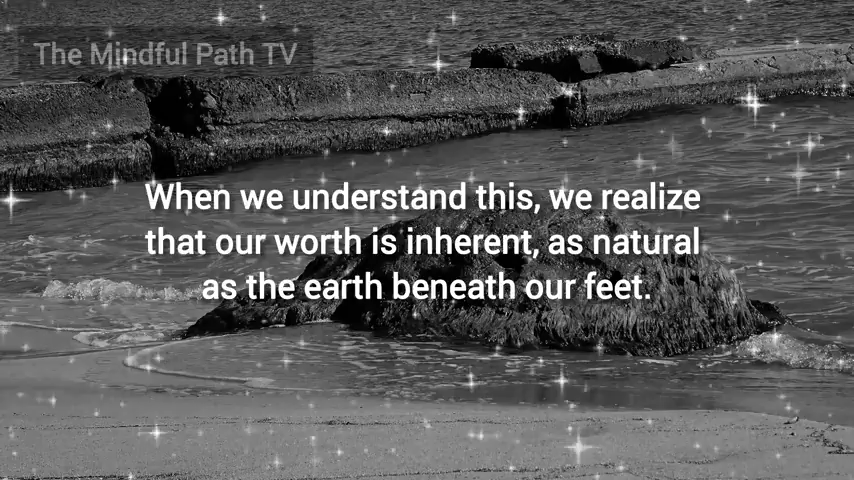 The Mindful Path TV
When we understand this, we realize
that our worth is inherent, as natural
as the earth beneath our feet.